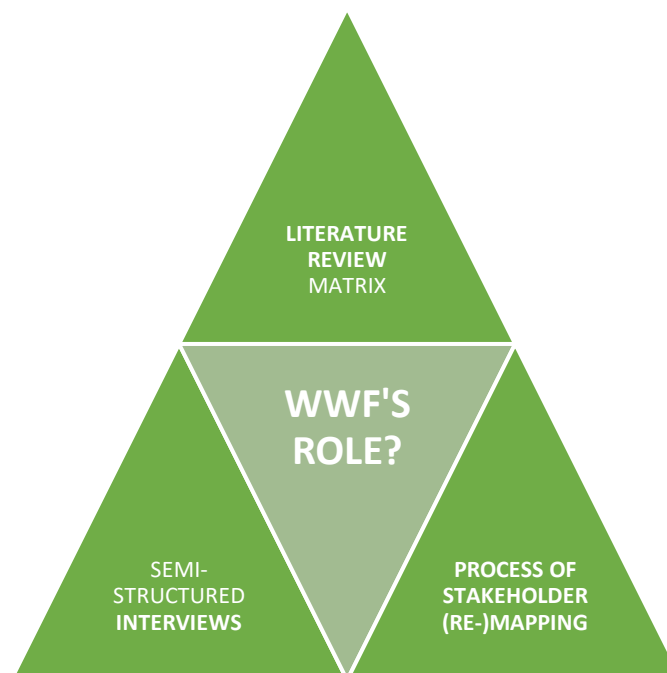 LITERATURE
REVIEW
MATRIX
WWF'S
ROLE?
SEMI-
STRUCTURED
INTERVIEWS
PROCESS OF
STAKEHOLDER
(RE-)MAPPING